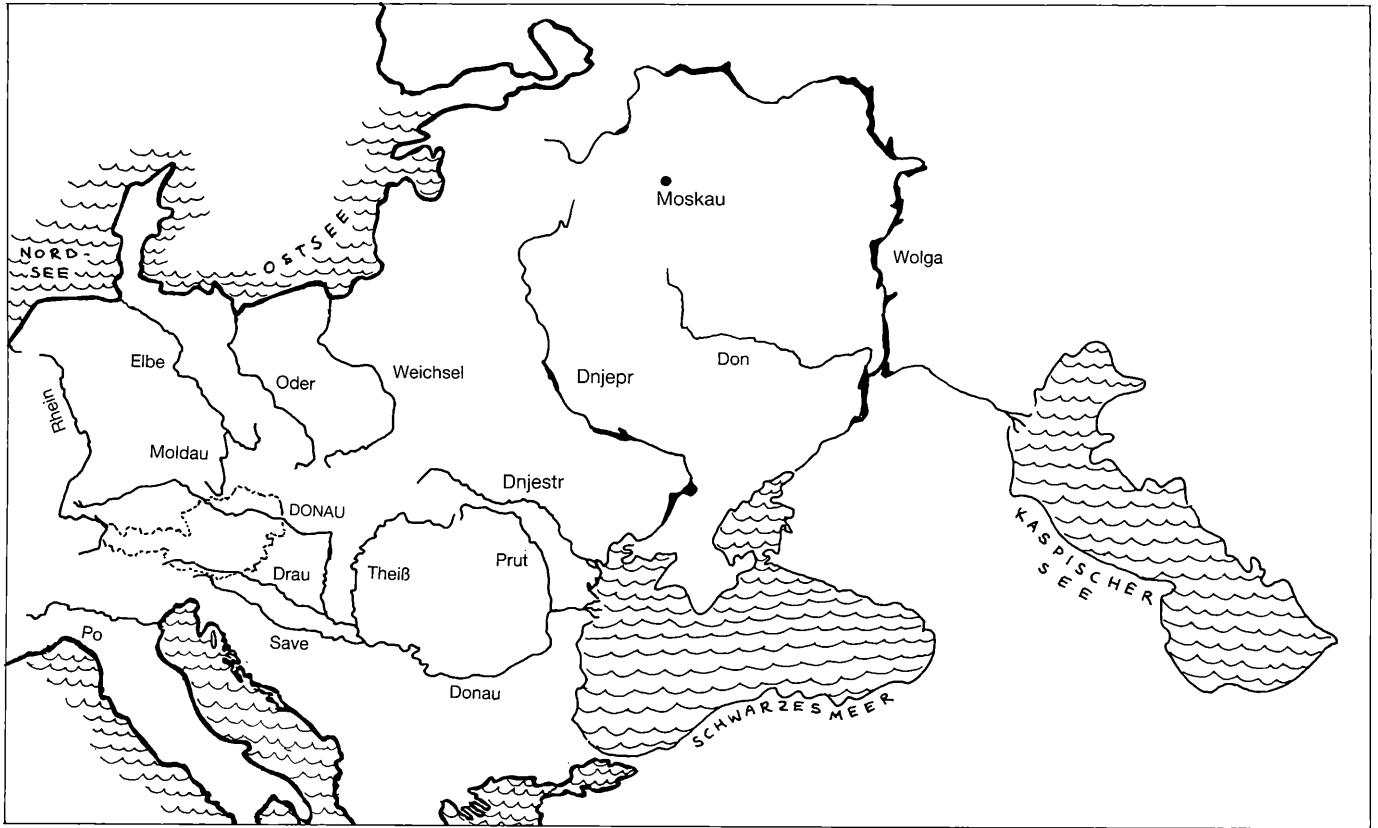 Moskau
NORD-
SEE
OSTSEE
Wolga
Elbe
Oder
Weichsel
Dnjepr
Don
Rhein
Moldau
Dnjestr
DONAU
Drau
Theiß
Prut
KASPISCHER
SEE
Po
Save
Donau
SCHWARZES MEER